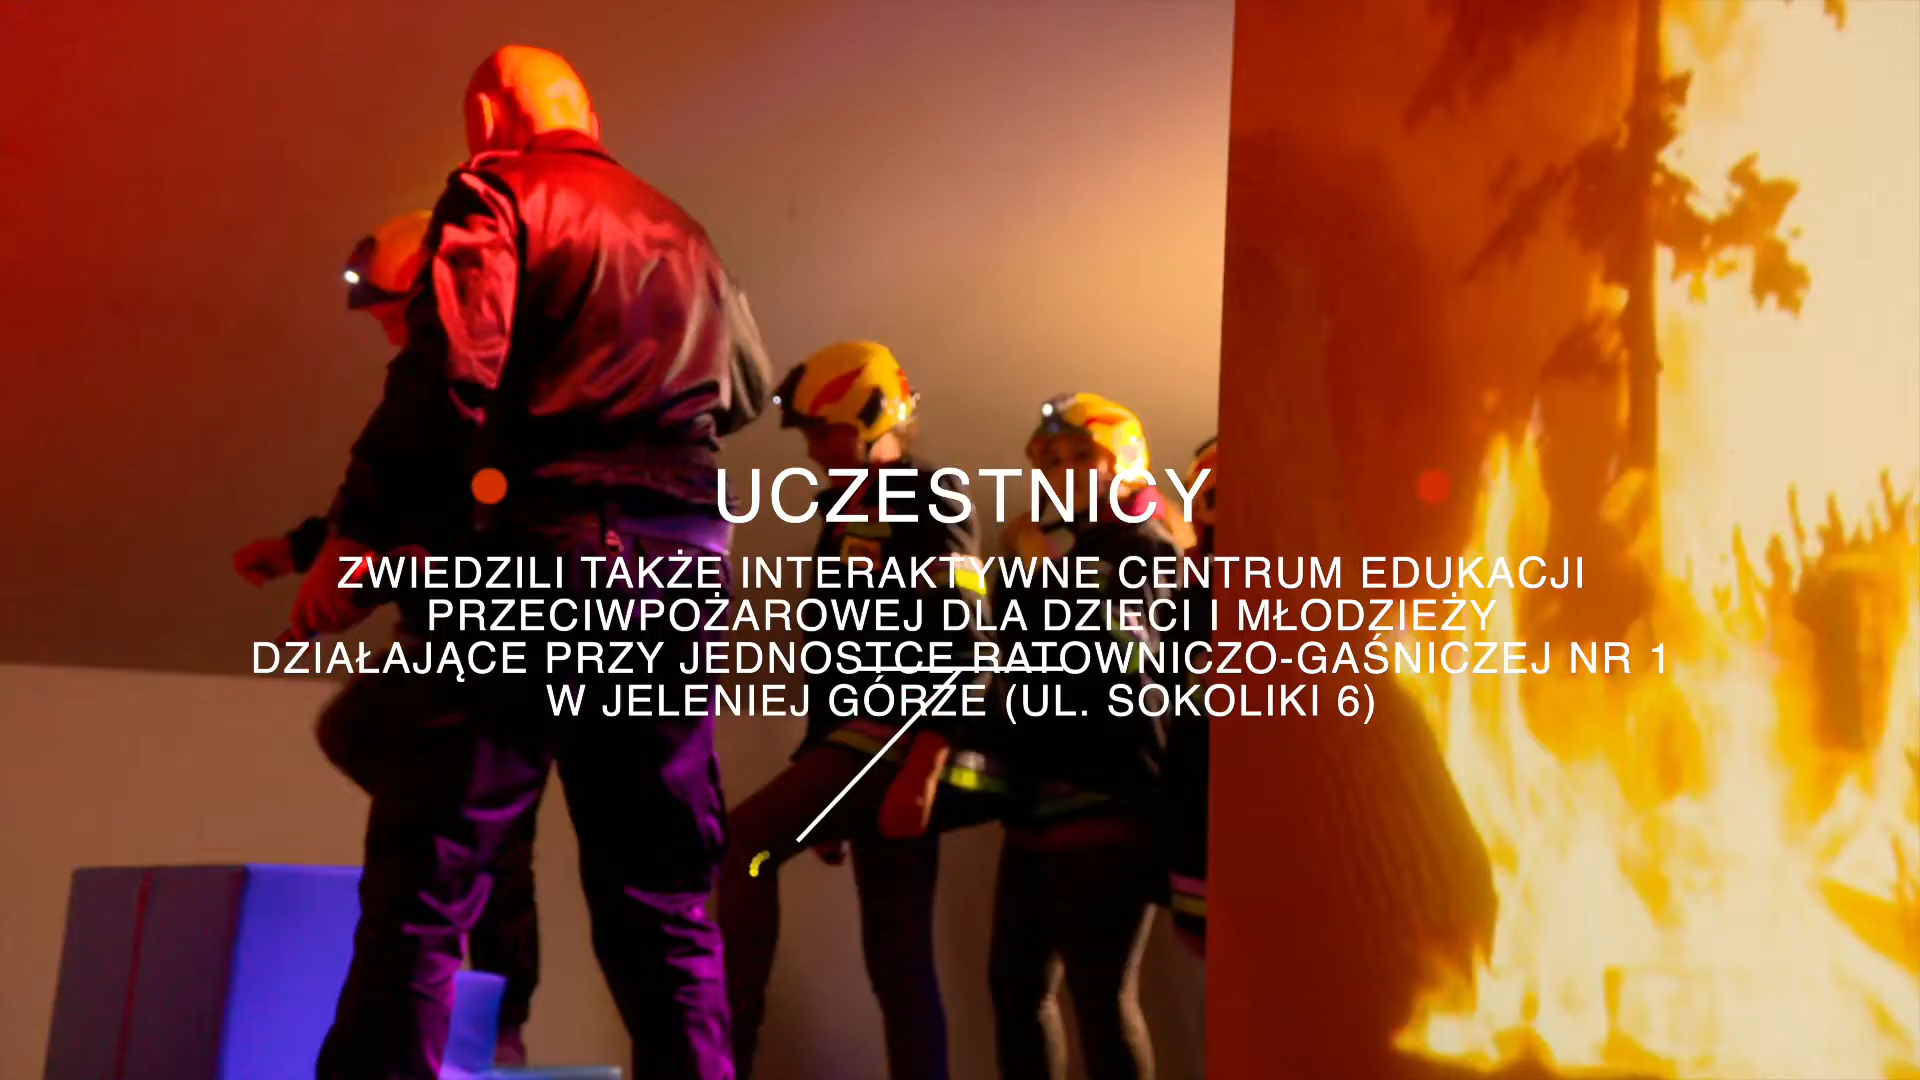 UCZESTNICY
ZWIEDZILI TAKŻE INTERAKTYWNE CENTRUM EDUKACJI
PRZECIWPOŻAROWEJ DLA DZIECI I MŁODZIEŻY
DZIAŁAJĄCE PRZY JEDNOSTCE RATOWNICZO-GAŚNICZEJ NR 1
W JELENIEJ GÓRZE (UL. SOKOLIKI 6)